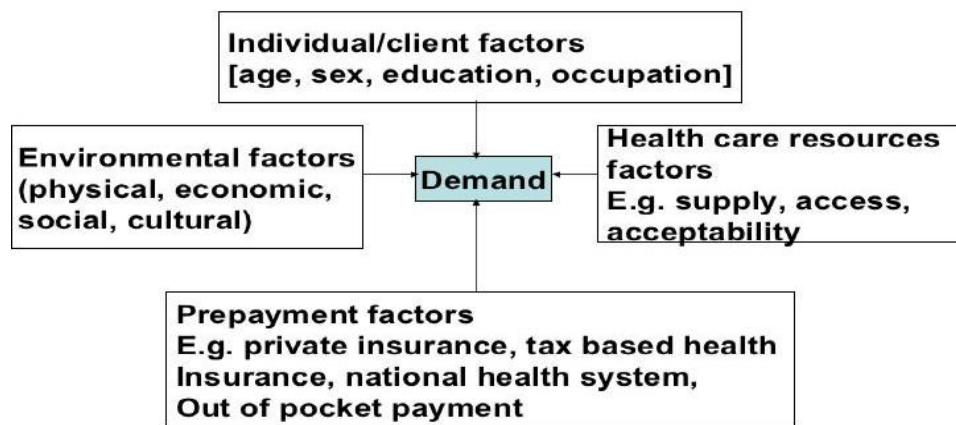 Individual/client factors
[age, sex, education, occupation]
Environmental factors
(physical, economic,
social, cultural)
Demand
Health care resources
factors
E.g. supply, access,
acceptability
Prepayment factors
E.g. private insurance, tax based health
Insurance, national health system,
Out of pocket payment